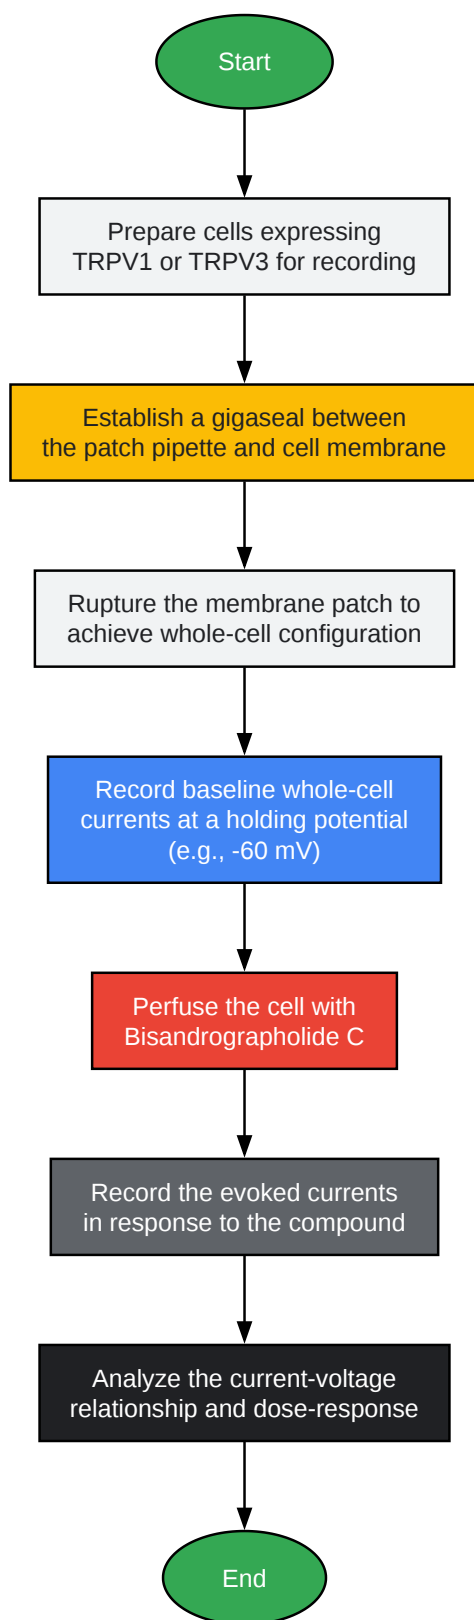 Start
Prepare cells expressing
TRPV1 or TRPV3 for recording
Establish a gigaseal between
the patch pipette and cell membrane
Rupture the membrane patch to
achieve whole-cell configuration
Record baseline whole-cell
currents at a holding potential
(e.g., -60 mV)
Perfuse the cell with
Bisandrographolide C
Record the evoked currents
in response to the compound
Analyze the current-voltage
relationship and dose-response
End